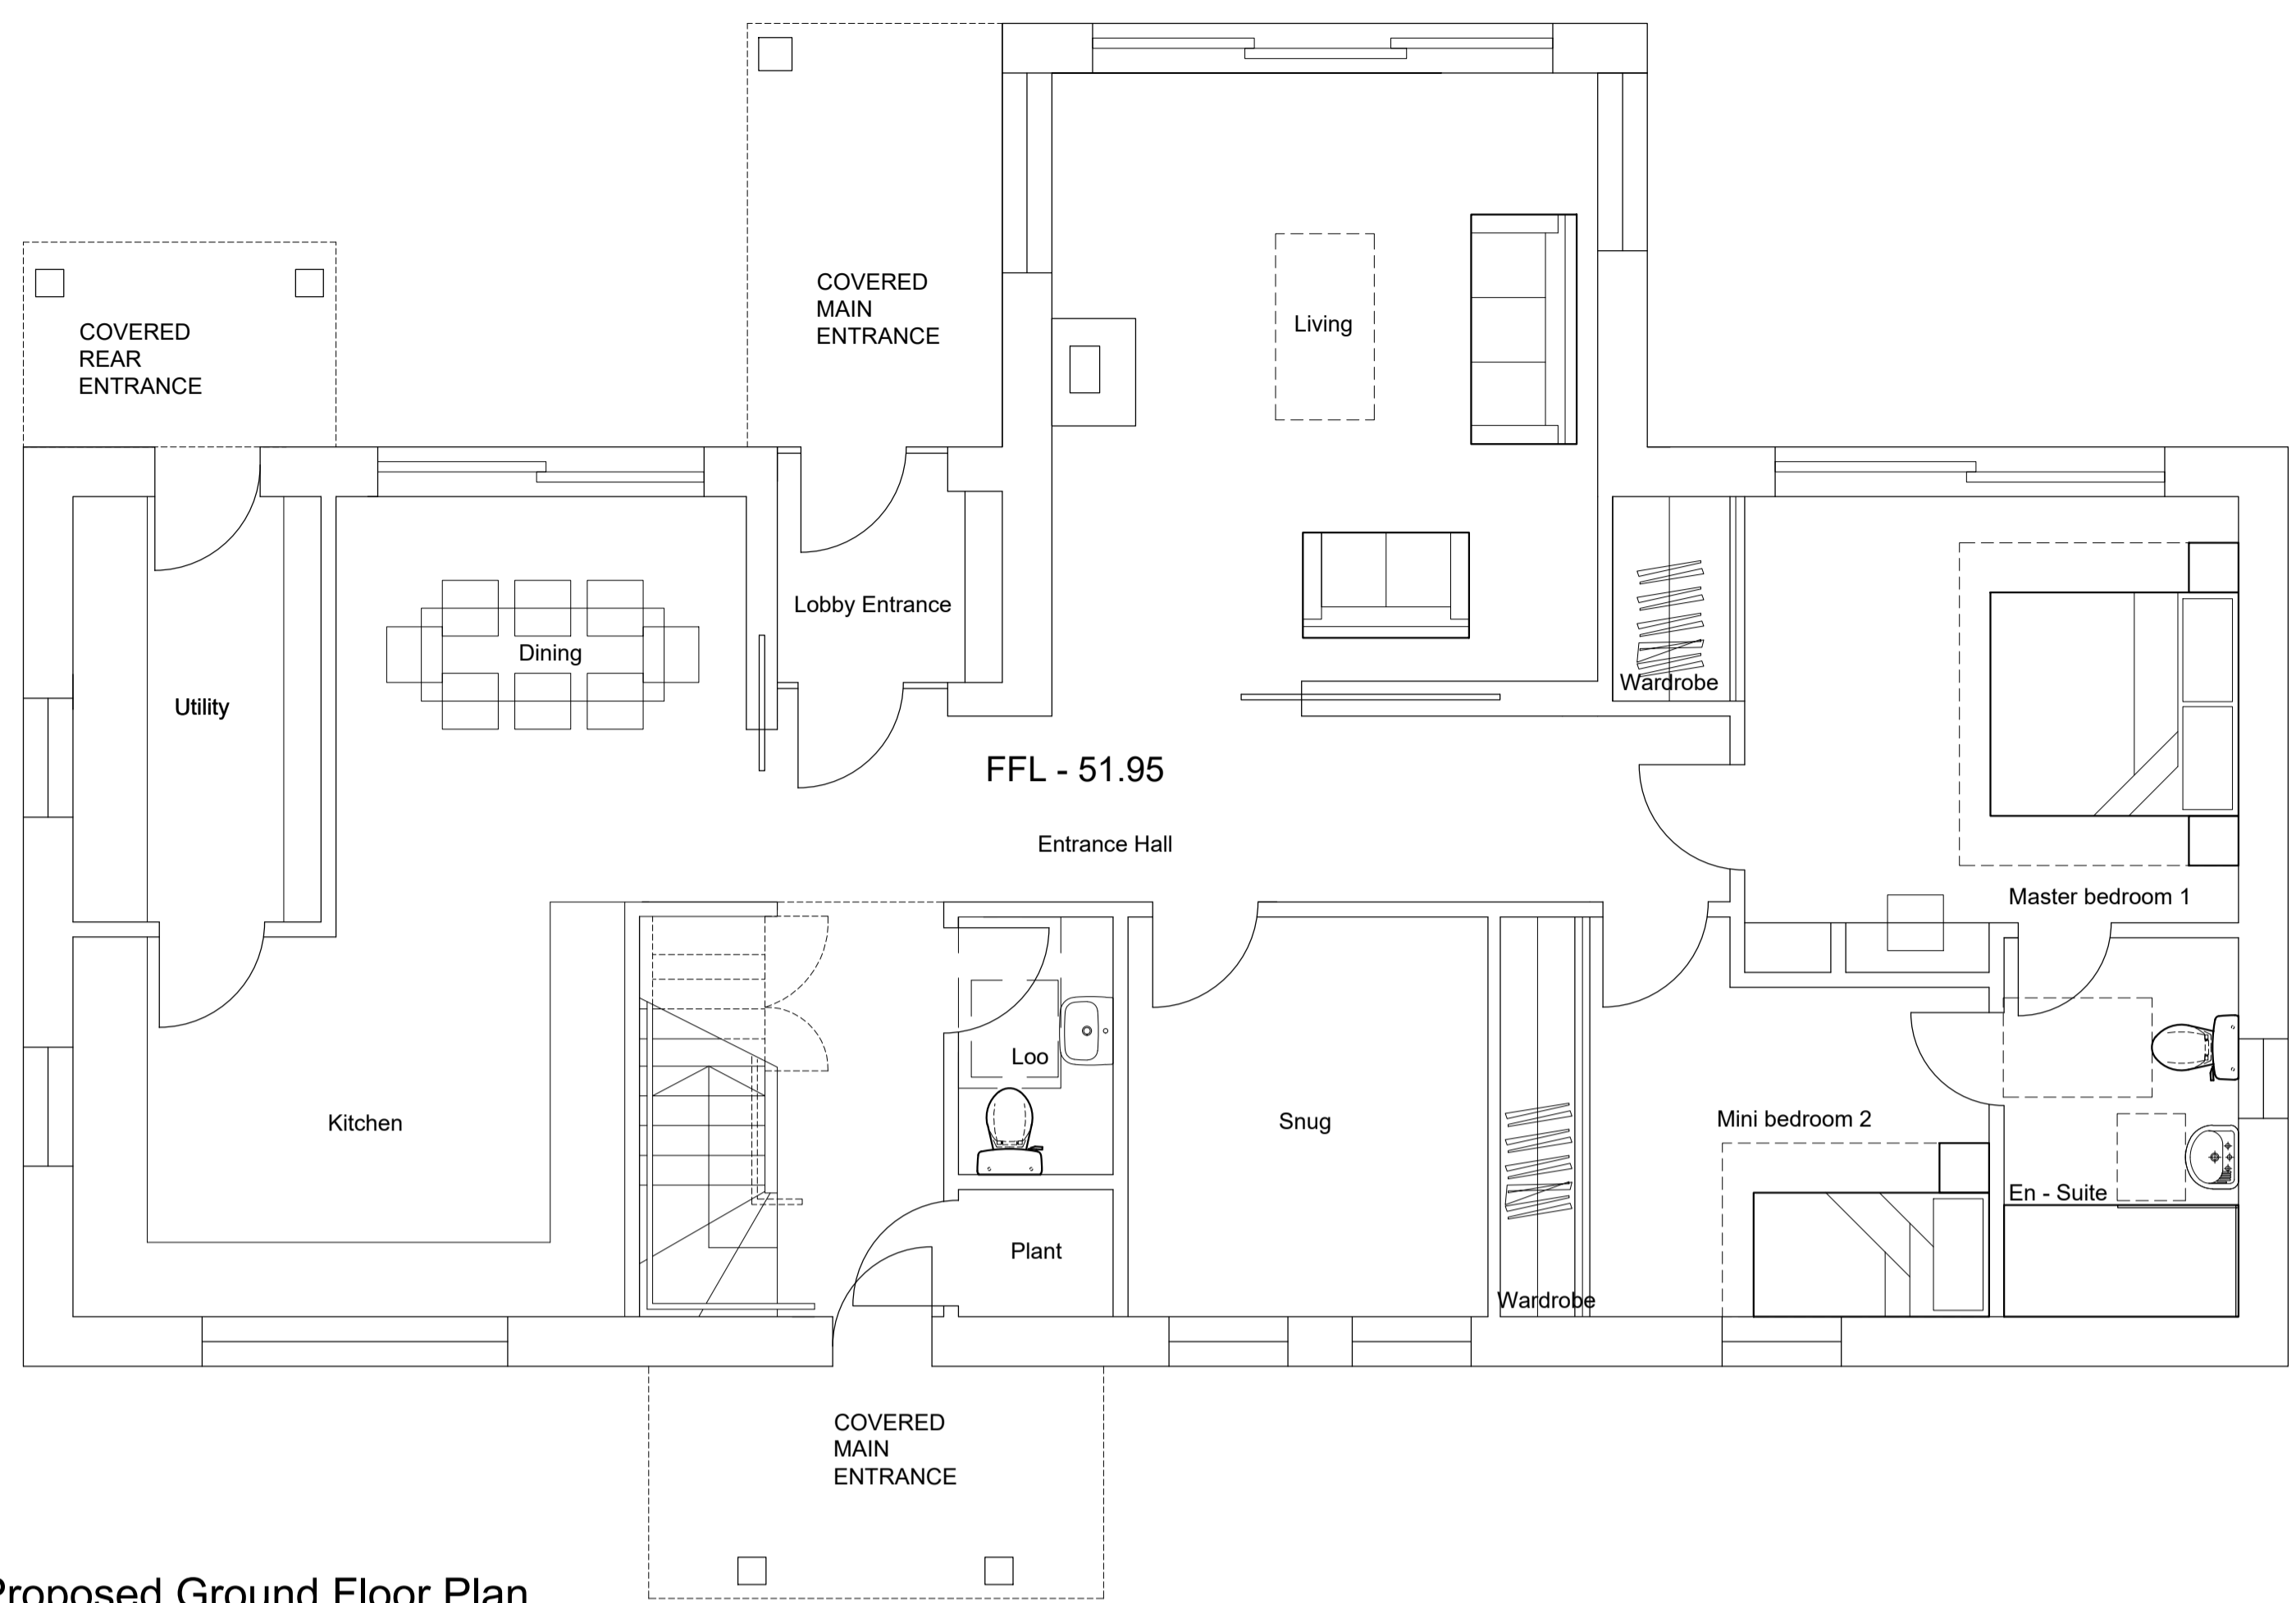 COVERED
MAIN
ENTRANCE
COVERED
REAR
ENTRANCE
Living
Lobby Entrance
Dining
Wardrobe
Utility
FFL - 51.95
Entrance Hall
Master bedroom 1
Loo
Kitchen
Snug
Mini bedroom 2
En - Suite
Plant
Wardrobe
COVERED
MAIN
ENTRANCE
Proposed Ground Floor Plan